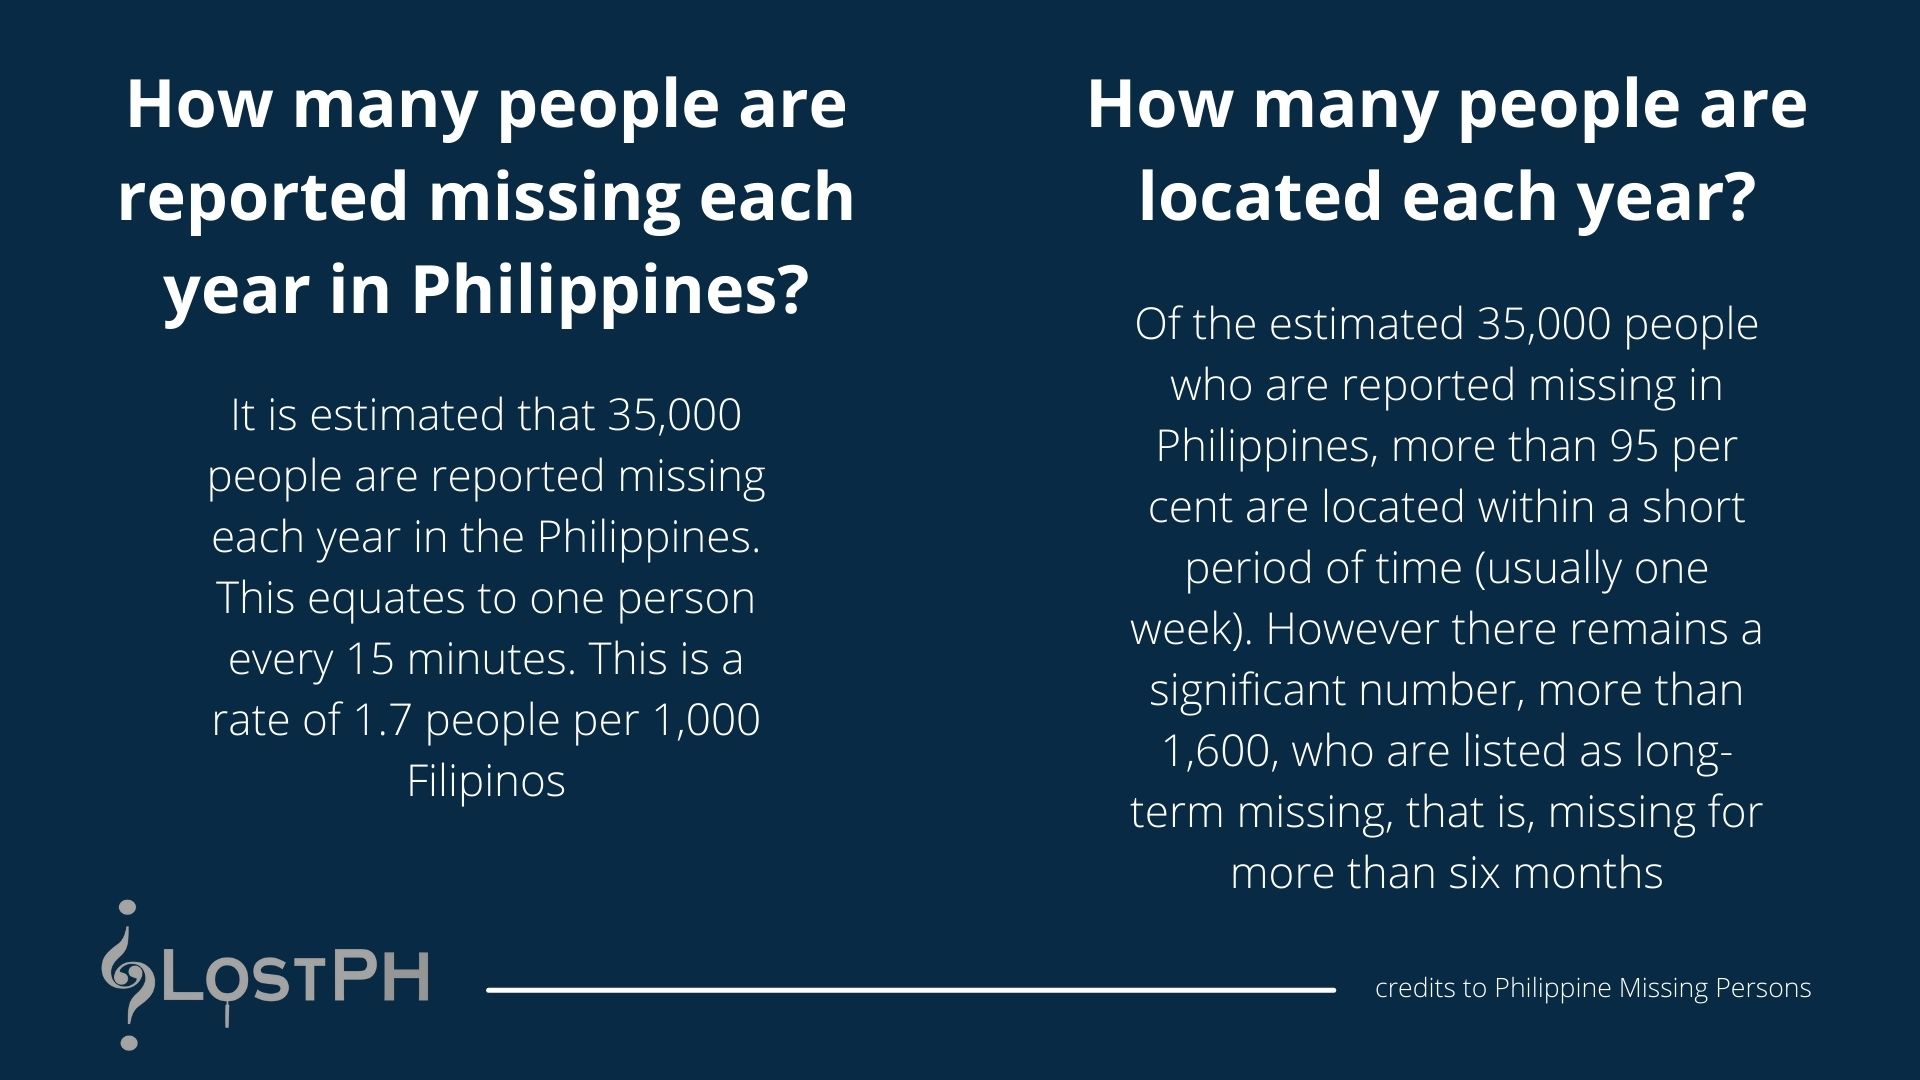 How many people are
reported missing each
year in Philippines?
It is estimated that 35,000
people are reported missing
each year in the Philippines.
This equates to one person
every 15 minutes. This is a
rate of 1.7 people per 1,000
Filipinos
How many people are
located each year?
Of the estimated 35,000 people
who are reported missing in
Philippines, more than 95 per
cent are located within a short
period of time (usually one
week). However there remains a
significant number, more than
1,600, who are listed as long-
term missing, that is, missing for
more than six months
LOSTPH
credits to Philippine Missing Persons